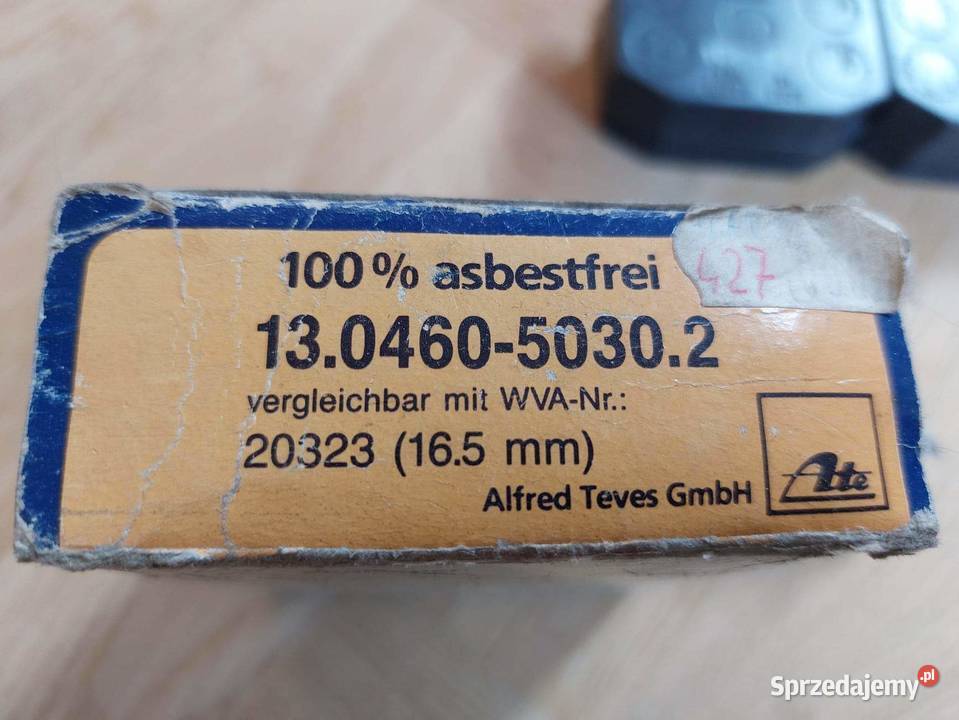 100% asbestfrei
427
13.0460-5030.2
vergleichbar mit WVA-Nr.:
20323 (16.5 mm)
Alfred Teves GmbH
Ate
Sprzedajemy.pl